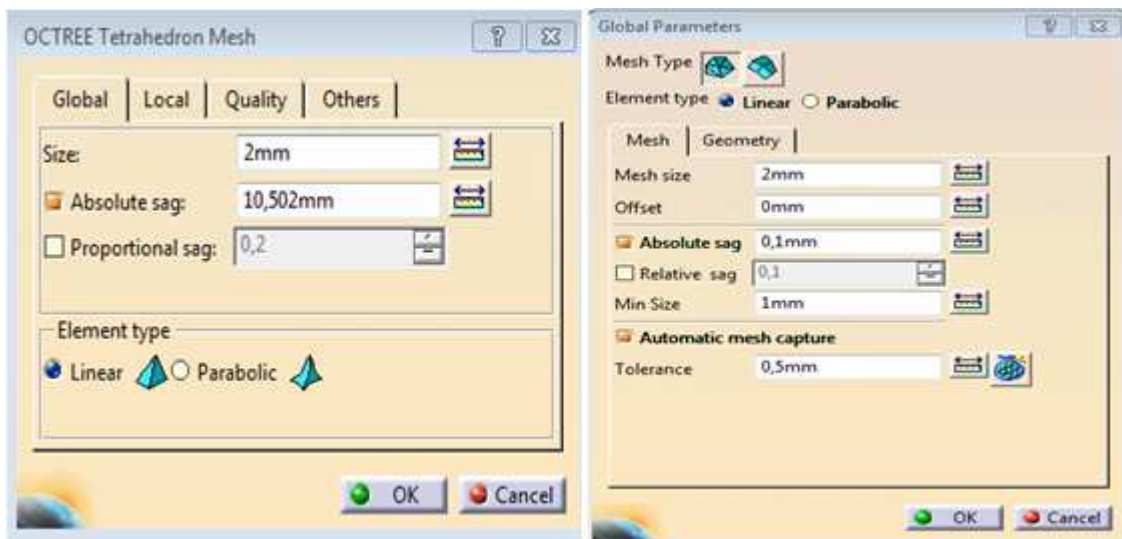 OCTREE Tetrahedron Mesh
Global Local Quality Others
Size: 2mm
Absolute sag: 10,502mm
Proportional sag: 0,2
Element type
Linear Parabolic
OK Cancel
Global Parameters
Mesh Type
Element type Linear Parabolic
Mesh Geometry
Mesh size 2mm
Offset 0mm
Absolute sag 0,1mm
Relative sag 0,1
Min Size 1mm
Automatic mesh capture
Tolerance 0,5mm
OK Cancel